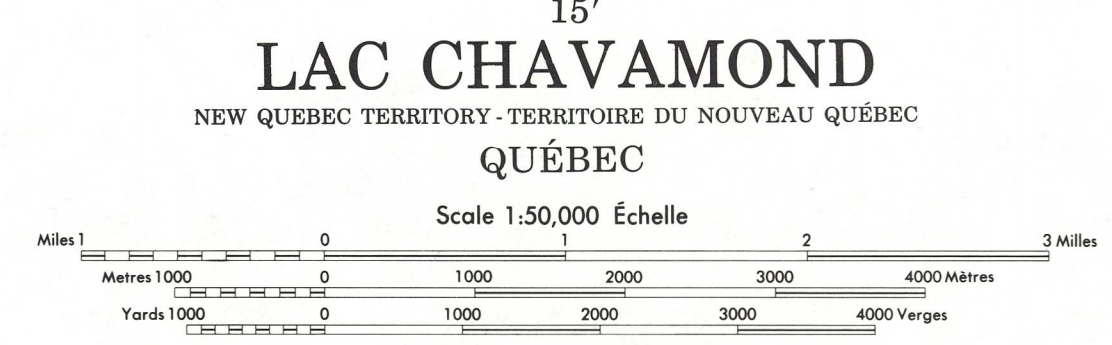 15′
LAC CHAVAMOND
NEW QUEBEC TERRITORY - TERRITOIRE DU NOUVEAU QUÉBEC
QUÉBEC
Scale 1:50,000 Échelle
Miles 1 0 1 2 3 Milles
Metres 1000 0 1000 2000 3000 4000 Mètres
Yards 1000 0 1000 2000 3000 4000 Verges